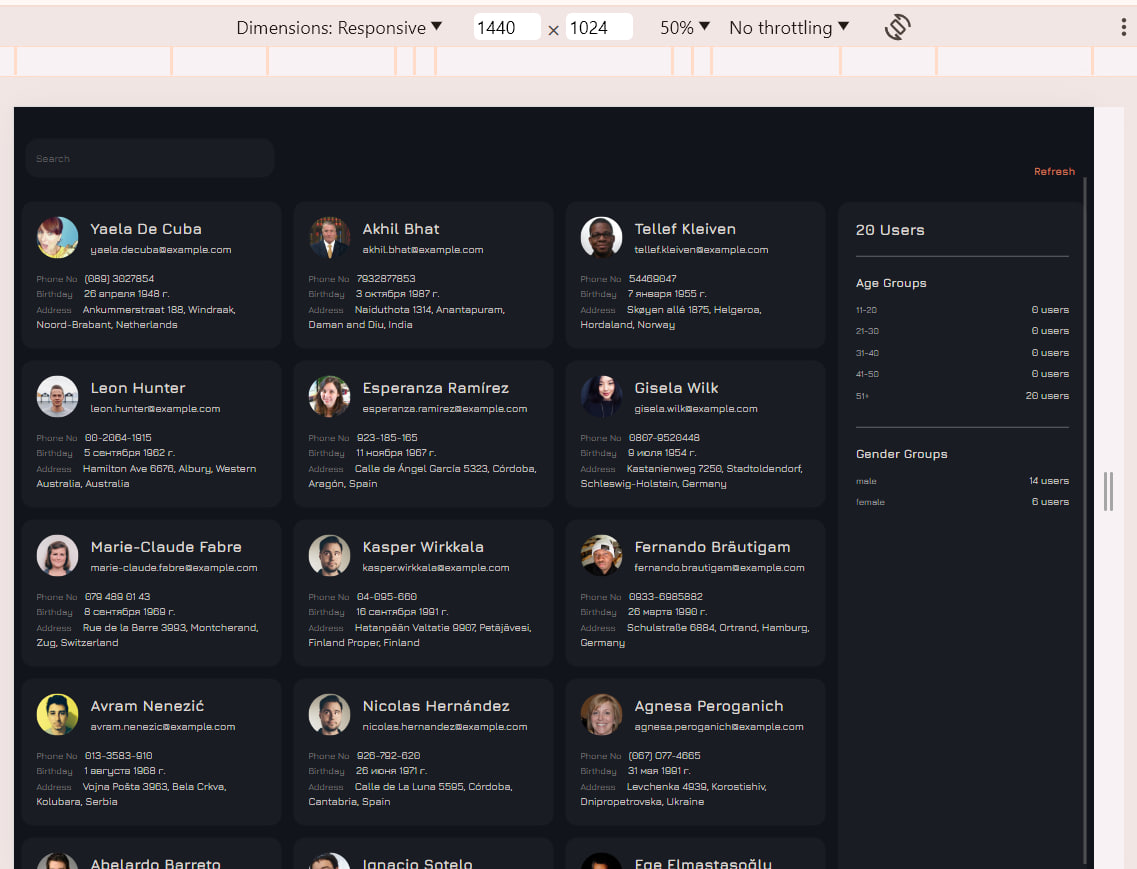 Dimensions: Responsive ▼ 1440 × 1024 50% ▼ No throttling ▼
Search
Refresh
Yaela De Cuba
yaela.decuba@example.com
Phone No (089) 3027854
Birthday 26 апреля 1948 г.
Address Ankummerstraat 188, Windraak,
Noord-Brabant, Netherlands
Akhil Bhat
akhil.bhat@example.com
Phone No 7932877853
Birthday 3 октября 1987 г.
Address Naiduthota 1314, Anantapuram,
Daman and Diu, India
Tellef Kleiven
tellef.kleiven@example.com
Phone No 54469047
Birthday 7 января 1955 г.
Address Skøyen allé 1875, Helgeroa,
Hordaland, Norway
Leon Hunter
leon.hunter@example.com
Phone No 00-2064-1915
Birthday 5 сентября 1962 г.
Address Hamilton Ave 6676, Albury, Western
Australia, Australia
Esperanza Ramírez
esperanza.ramirez@example.com
Phone No 923-185-165
Birthday 11 ноября 1967 г.
Address Calle de Ángel García 5323, Córdoba,
Aragón, Spain
Gisela Wilk
gisela.wilk@example.com
Phone No 0807-9520448
Birthday 9 июля 1954 г.
Address Kastanienweg 7250, Stadtoldendorf,
Schleswig-Holstein, Germany
Marie-Claude Fabre
marie-claude.fabre@example.com
Phone No 079 489 01 43
Birthday 8 сентября 1969 г.
Address Rue de la Barre 3993, Montcherand,
Zug, Switzerland
Kasper Wirkkala
kasper.wirkkala@example.com
Phone No 04-095-660
Birthday 16 сентября 1991 г.
Address Hatanpään Valtatie 9907, Petäjävesi,
Finland Proper, Finland
Fernando Bräutigam
fernando.brautigam@example.com
Phone No 0933-6985882
Birthday 26 марта 1990 г.
Address Schulstraße 6884, Ortrand, Hamburg,
Germany
Avram Nenezić
avram.nenezic@example.com
Phone No 013-3583-910
Birthday 1 августа 1968 г.
Address Vojna Pošta 3963, Bela Crkva,
Kolubara, Serbia
Nicolas Hernández
nicolas.hernandez@example.com
Phone No 926-792-620
Birthday 26 июня 1971 г.
Address Calle de La Luna 5595, Córdoba,
Cantabria, Spain
Agnesa Peroganich
agnesa.peroganich@example.com
Phone No (067) O77-4665
Birthday 31 мая 1991 г.
Address Levchenka 4939, Korostishiv,
Dnipropetrovska, Ukraine
Abelardo Barreto
Ignacio Sotelo
Ege Elmastaşoğlu
20 Users
Age Groups
11-20 0 users
21-30 0 users
31-40 0 users
41-50 0 users
51+ 20 users
Gender Groups
male 14 users
female 6 users